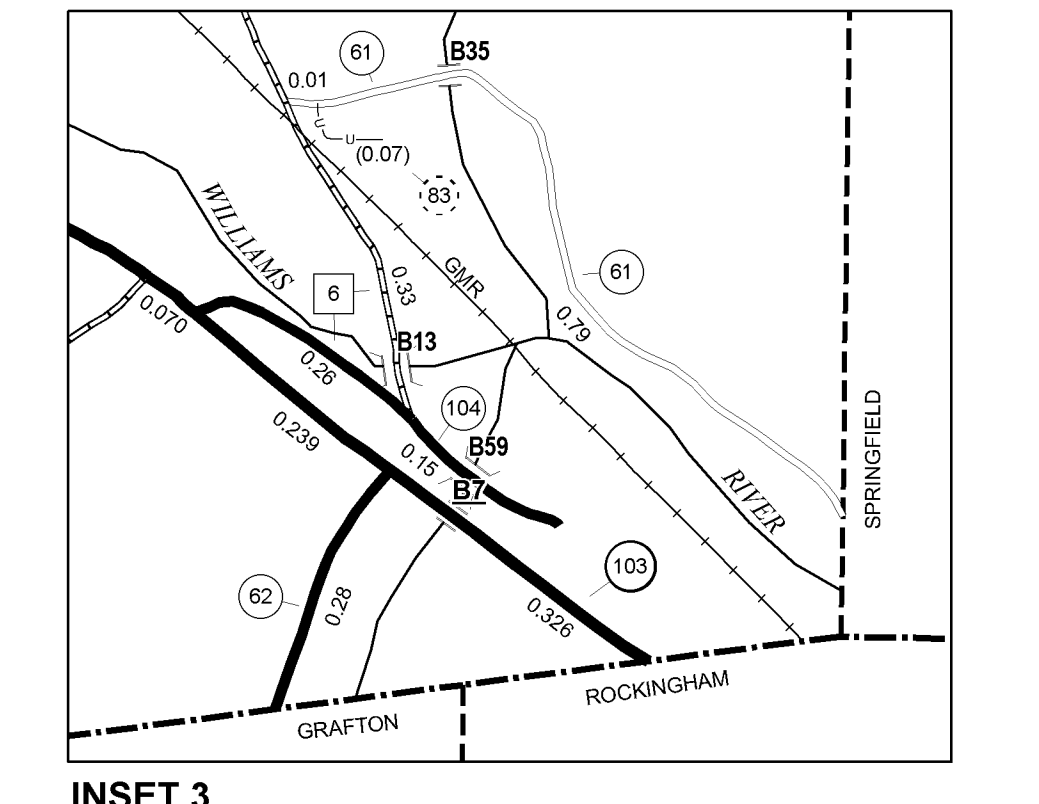 61
B35
0.01
U
U
(0.07)
83
WILLIAMS
GMR
61
6
0.33
0.070
0.79
B13
0.26
104
SPRINGFIELD
0.239
B59
0.15
B7
RIVER
103
62
0.28
0.326
ROCKINGHAM
GRAFTON
INSET 3